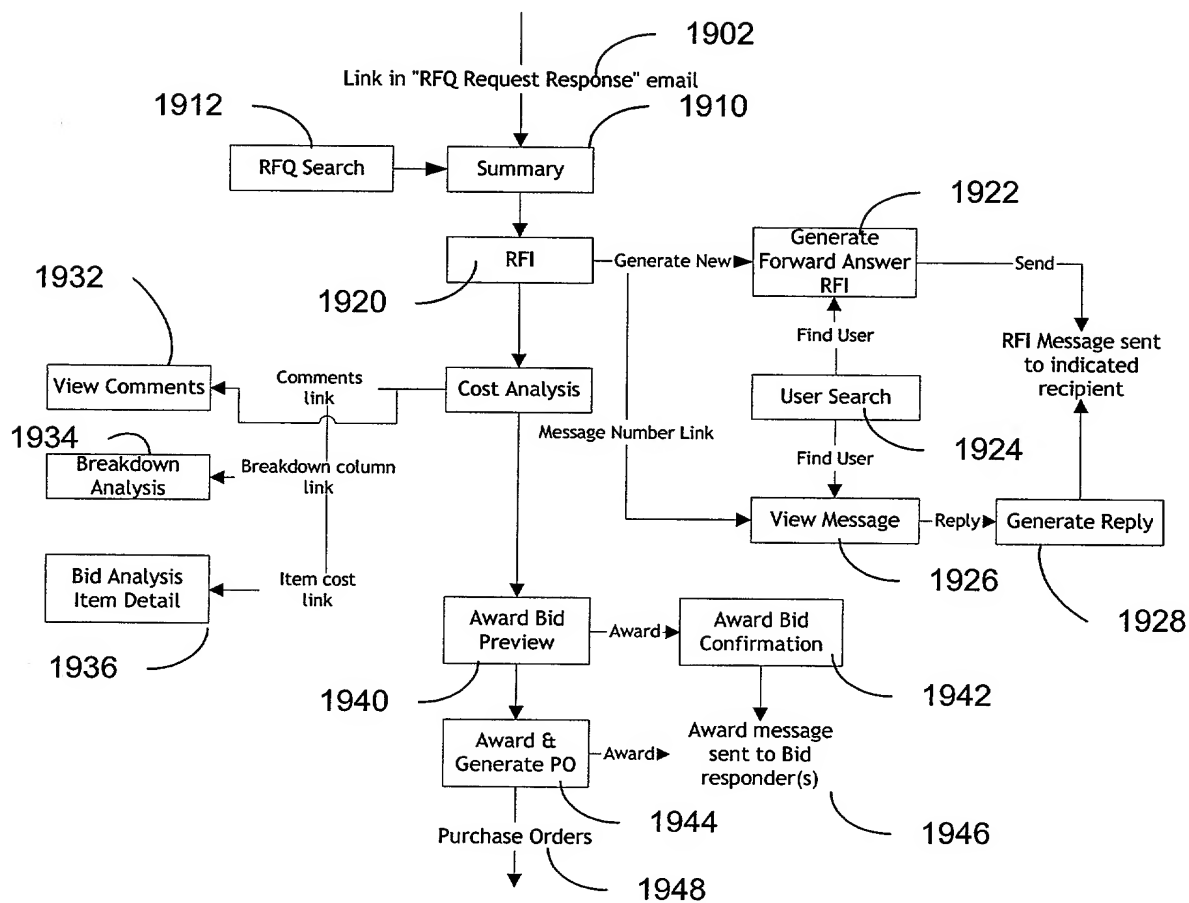 1902
Link in "RFQ Request Response" email
1912
1910
RFQ Search
Summary
1922
RFI
Generate New
Generate
Forward Answer
RFI
Send
1932
1920
Find User
RFI Message sent
to indicated
recipient
View Comments
Comments
link
Cost Analysis
User Search
1934
Message Number Link
1924
Breakdown
Analysis
Breakdown column
link
Find User
View Message
Reply
Generate Reply
Bid Analysis
Item Detail
Item cost
link
1926
1928
Award Bid
Preview
Award
Award Bid
Confirmation
1936
1940
1942
Award &
Generate PO
Award
Award message
sent to Bid
responder(s)
1944
1946
Purchase Orders
1948